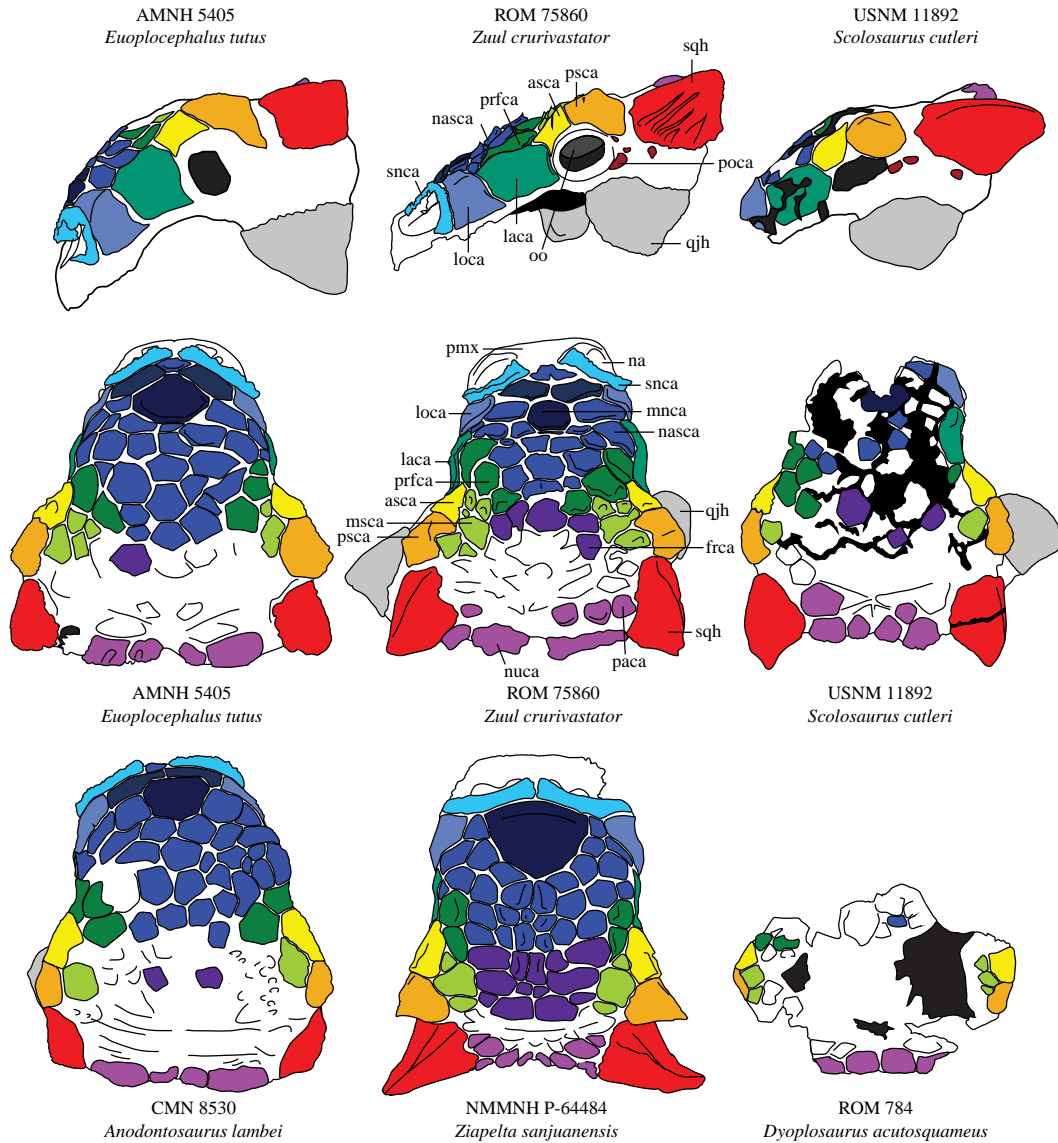 AMNH 5405
Euoplocephalus tutus
ROM 75860
Zuul crurivastator
USNM 11892
Scolosaurus cutleri
sqh
psca
asca
prfca
nasca
snca
poca
loca
laca
oo
qjh
pmx
na
snca
loca
mnca
nasca
laca
prfca
asca
msca
psca
qjh
frca
sqh
nuca
paca
AMNH 5405
Euoplocephalus tutus
ROM 75860
Zuul crurivastator
USNM 11892
Scolosaurus cutleri
CMN 8530
Anodontosaurus lambei
NMMNH P-64484
Ziapelta sanjuanensis
ROM 784
Dyoplosaurus acutosquameus